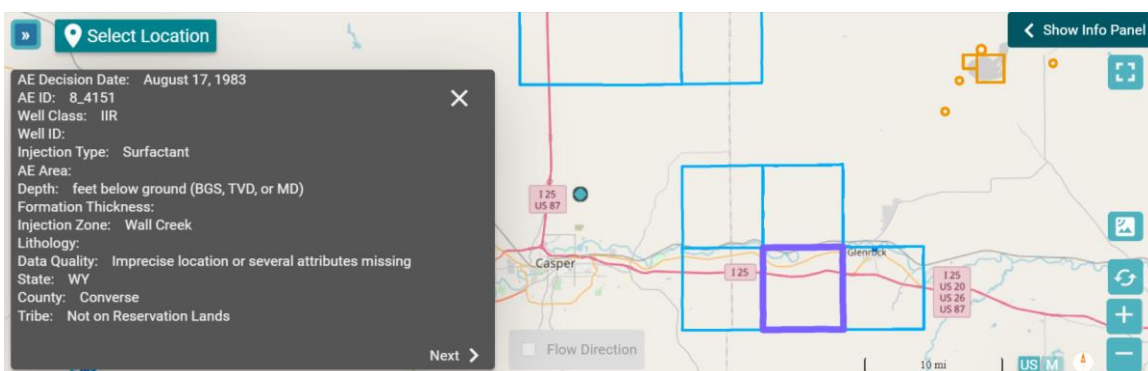 »
Select Location
Show Info Panel
AE Decision Date: August 17, 1983
AE ID: 8_4151
Well Class: IIR
Well ID:
Injection Type: Surfactant
AE Area:
Depth: feet below ground (BGS, TVD, or MD)
Formation Thickness:
Injection Zone: Wall Creek
Lithology:
Data Quality: Imprecise location or several attributes missing
State: WY
County: Converse
Tribe: Not on Reservation Lands
Next
I 25
US 87
Casper
I 25
Glenrock
I 25
US 20
US 26
US 87
Flow Direction
10 mi
US M